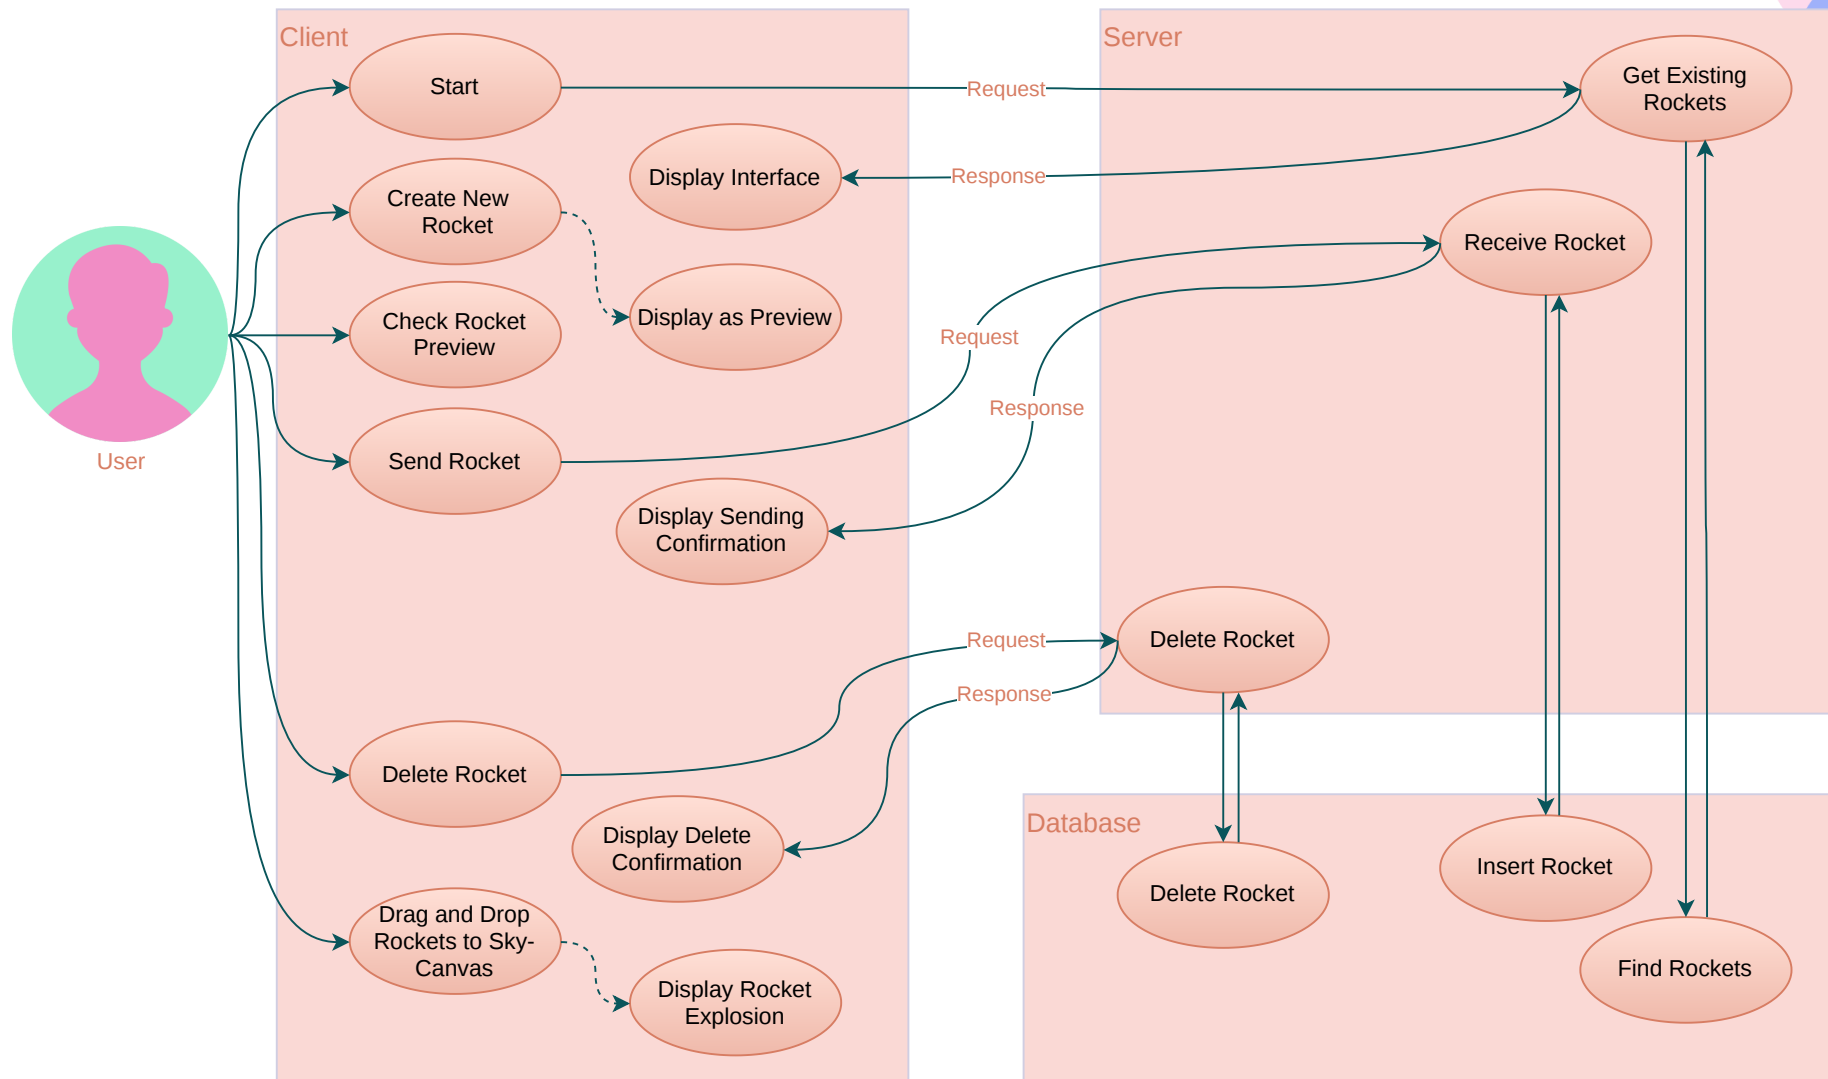 Client
Start
Create New
Rocket
Check Rocket
Preview
Send Rocket
Delete Rocket
Drag and Drop
Rockets to Sky-
Canvas
Display Interface
Display as Preview
Display Sending
Confirmation
Display Delete
Confirmation
Display Rocket
Explosion
User
Request
Response
Request
Response
Request
Response
Server
Get Existing
Rockets
Receive Rocket
Delete Rocket
Database
Delete Rocket
Insert Rocket
Find Rockets